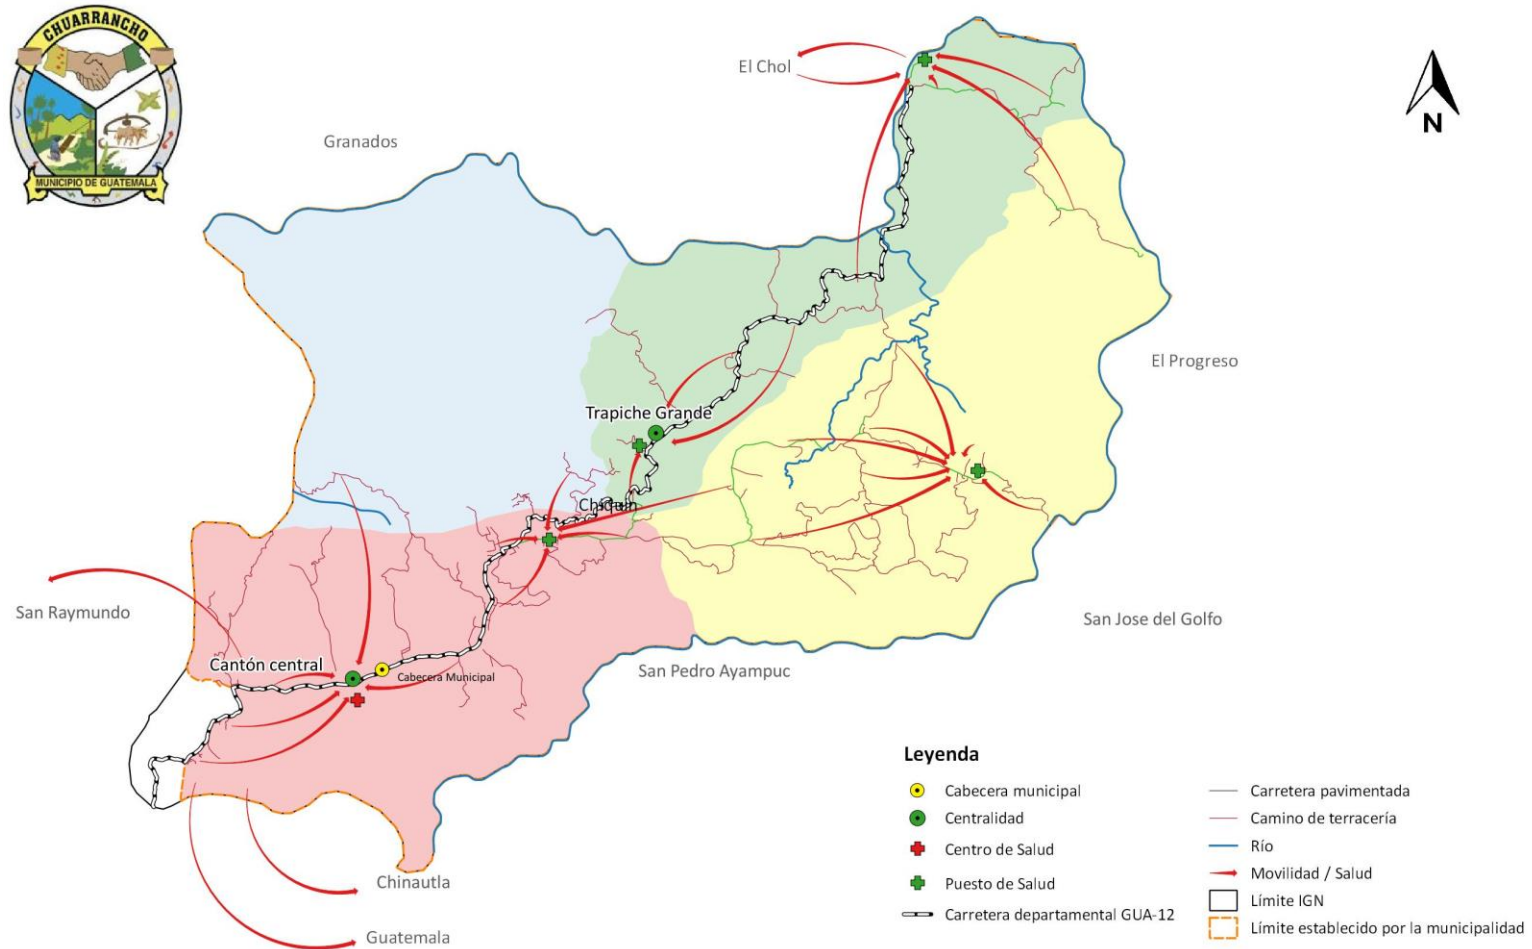 CHUARRANCHO
MUNICIPIO DE GUATEMALA
El Chol
N
Granados
El Progreso
Trapiche Grande
Chiquin
San Raymundo
San Jose del Golfo
Cantón central
Cabecera Municipal
San Pedro Ayampuc
Chinautla
Guatemala
Leyenda
Cabecera municipal
Centralidad
Centro de Salud
Puesto de Salud
Carretera departamental GUA-12
Carretera pavimentada
Camino de terracería
Río
Movilidad / Salud
Límite IGN
Límite establecido por la municipalidad